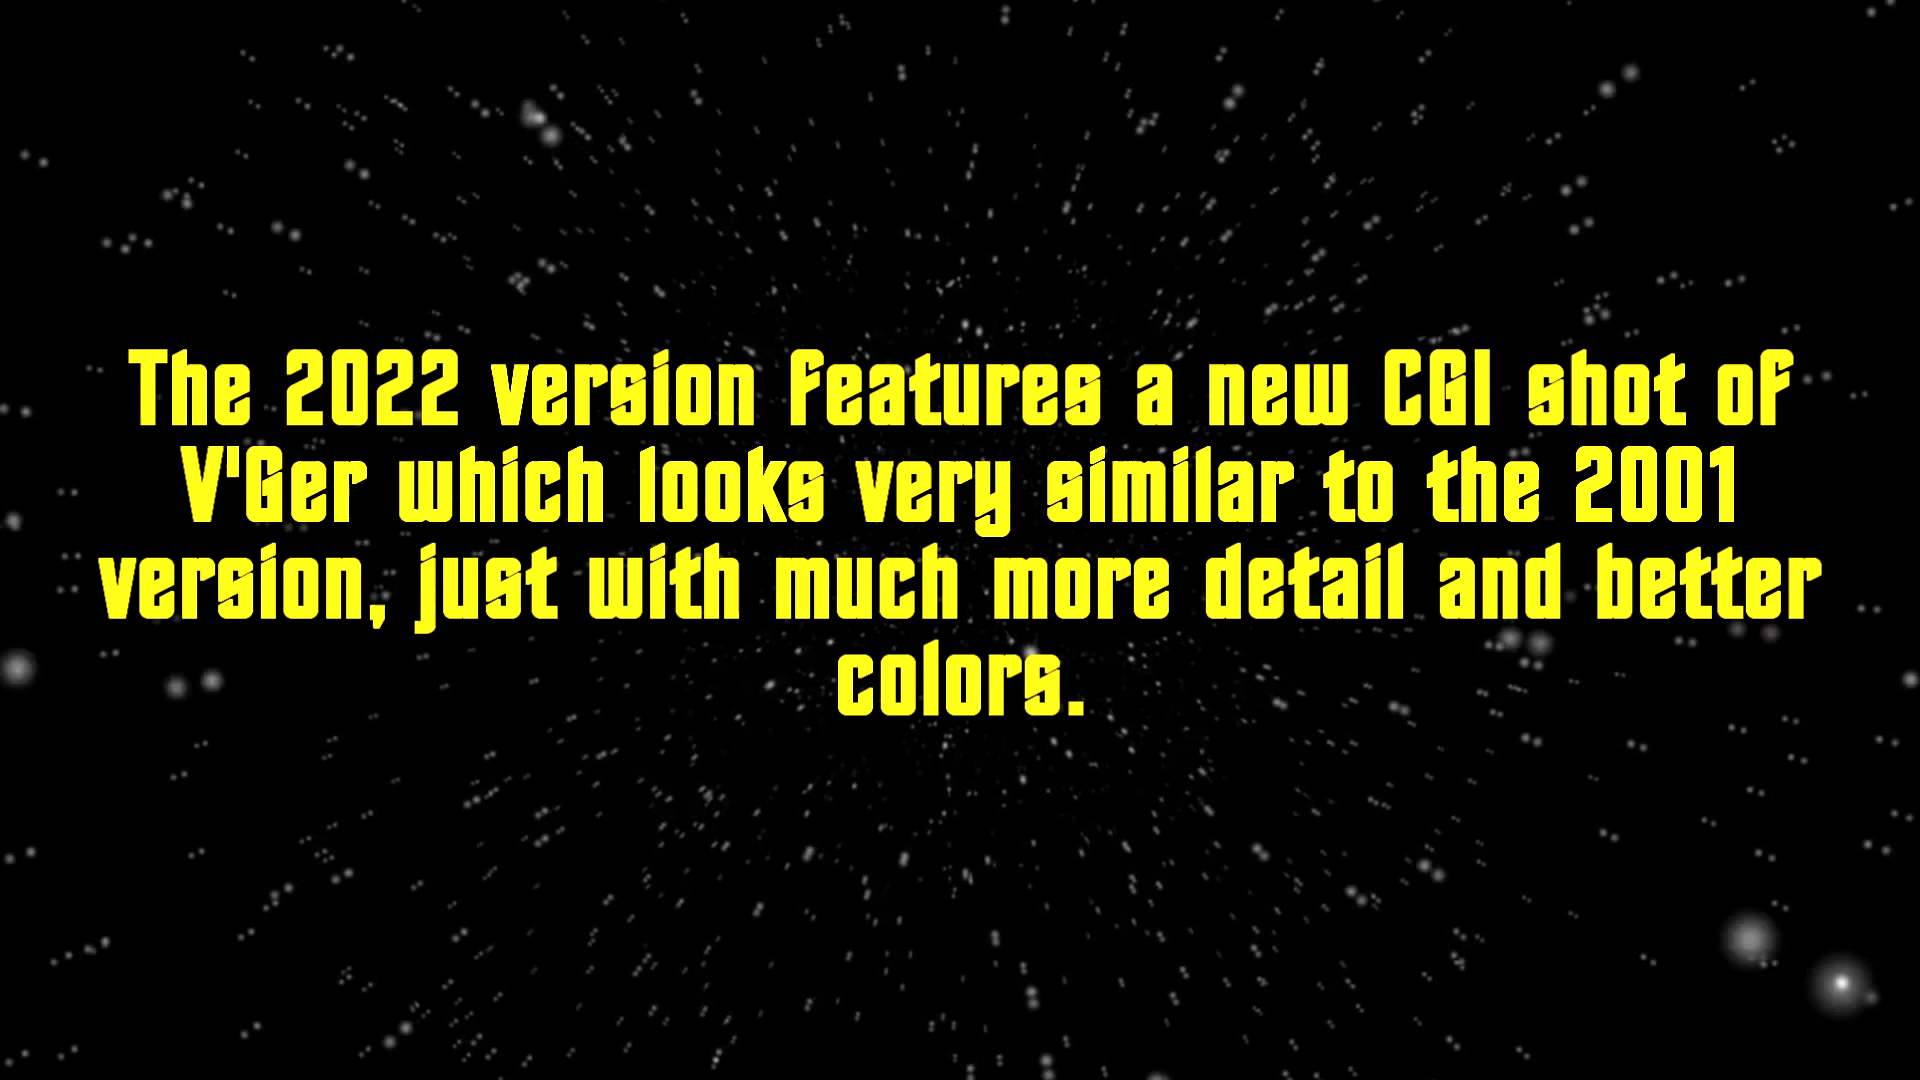 The 2022 version features a new CGI shot of
V'Ger which looks very similar to the 2001
version, just with much more detail and better
colors.